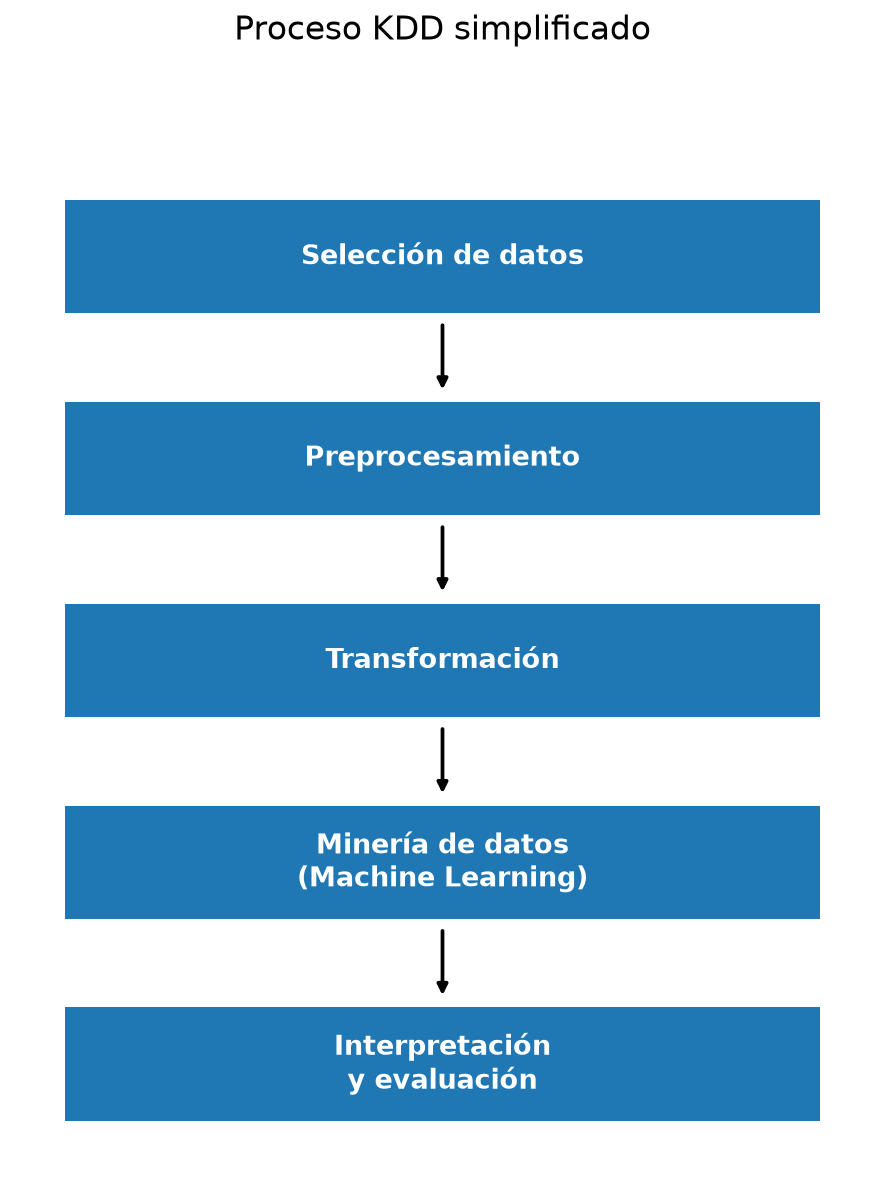 Proceso KDD simplificado
Selección de datos
Preprocesamiento
Transformación
Minería de datos
(Machine Learning)
Interpretación
y evaluación